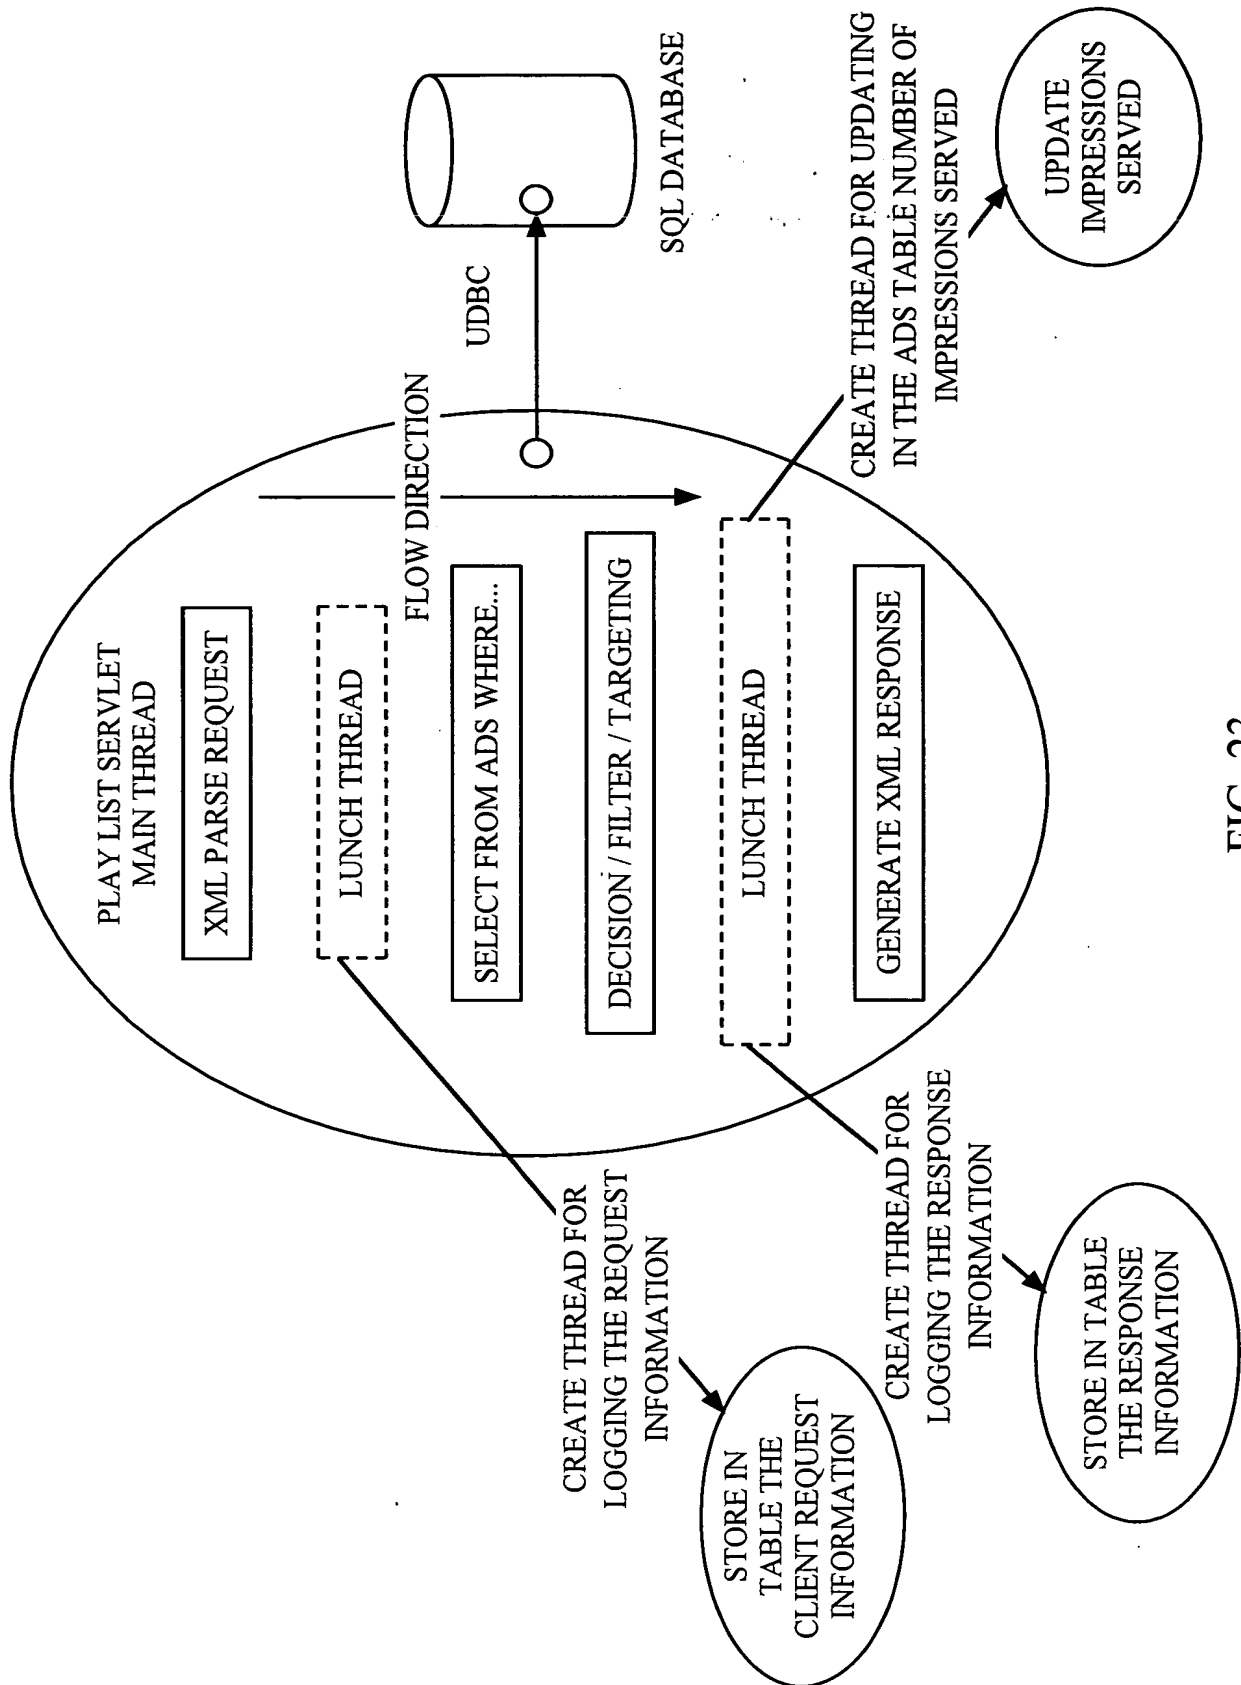 PLAY LIST SERVLET
MAIN THREAD
XML PARSE REQUEST
LUNCH THREAD
FLOW DIRECTION
SELECT FROM ADS WHERE...
DECISION / FILTER / TARGETING
LUNCH THREAD
GENERATE XML RESPONSE
UDBC
SQL DATABASE
CREATE THREAD FOR
LOGGING THE REQUEST
INFORMATION
STORE IN
TABLE THE
CLIENT REQUEST
INFORMATION
CREATE THREAD FOR
LOGGING THE RESPONSE
INFORMATION
STORE IN TABLE
THE RESPONSE
INFORMATION
CREATE THREAD FOR UPDATING
IN THE ADS TABLE NUMBER OF
IMPRESSIONS SERVED
UPDATE
IMPRESSIONS
SERVED
FIG.